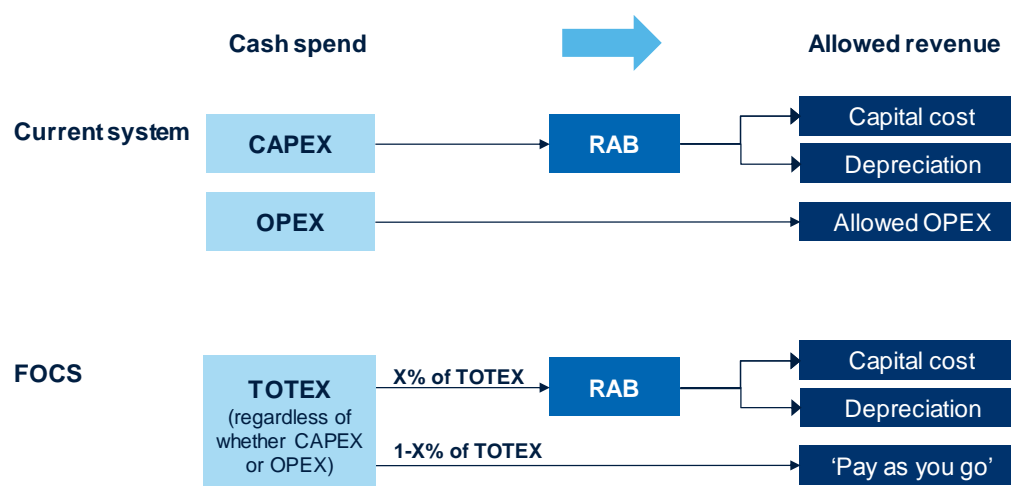 Cash spend
Allowed revenue
Current system
CAPEX
RAB
Capital cost
Depreciation
OPEX
Allowed OPEX
FOCS
TOTEX
(regardless of
whether CAPEX
or OPEX)
X% of TOTEX
RAB
Capital cost
Depreciation
1-X% of TOTEX
‘Pay as you go’